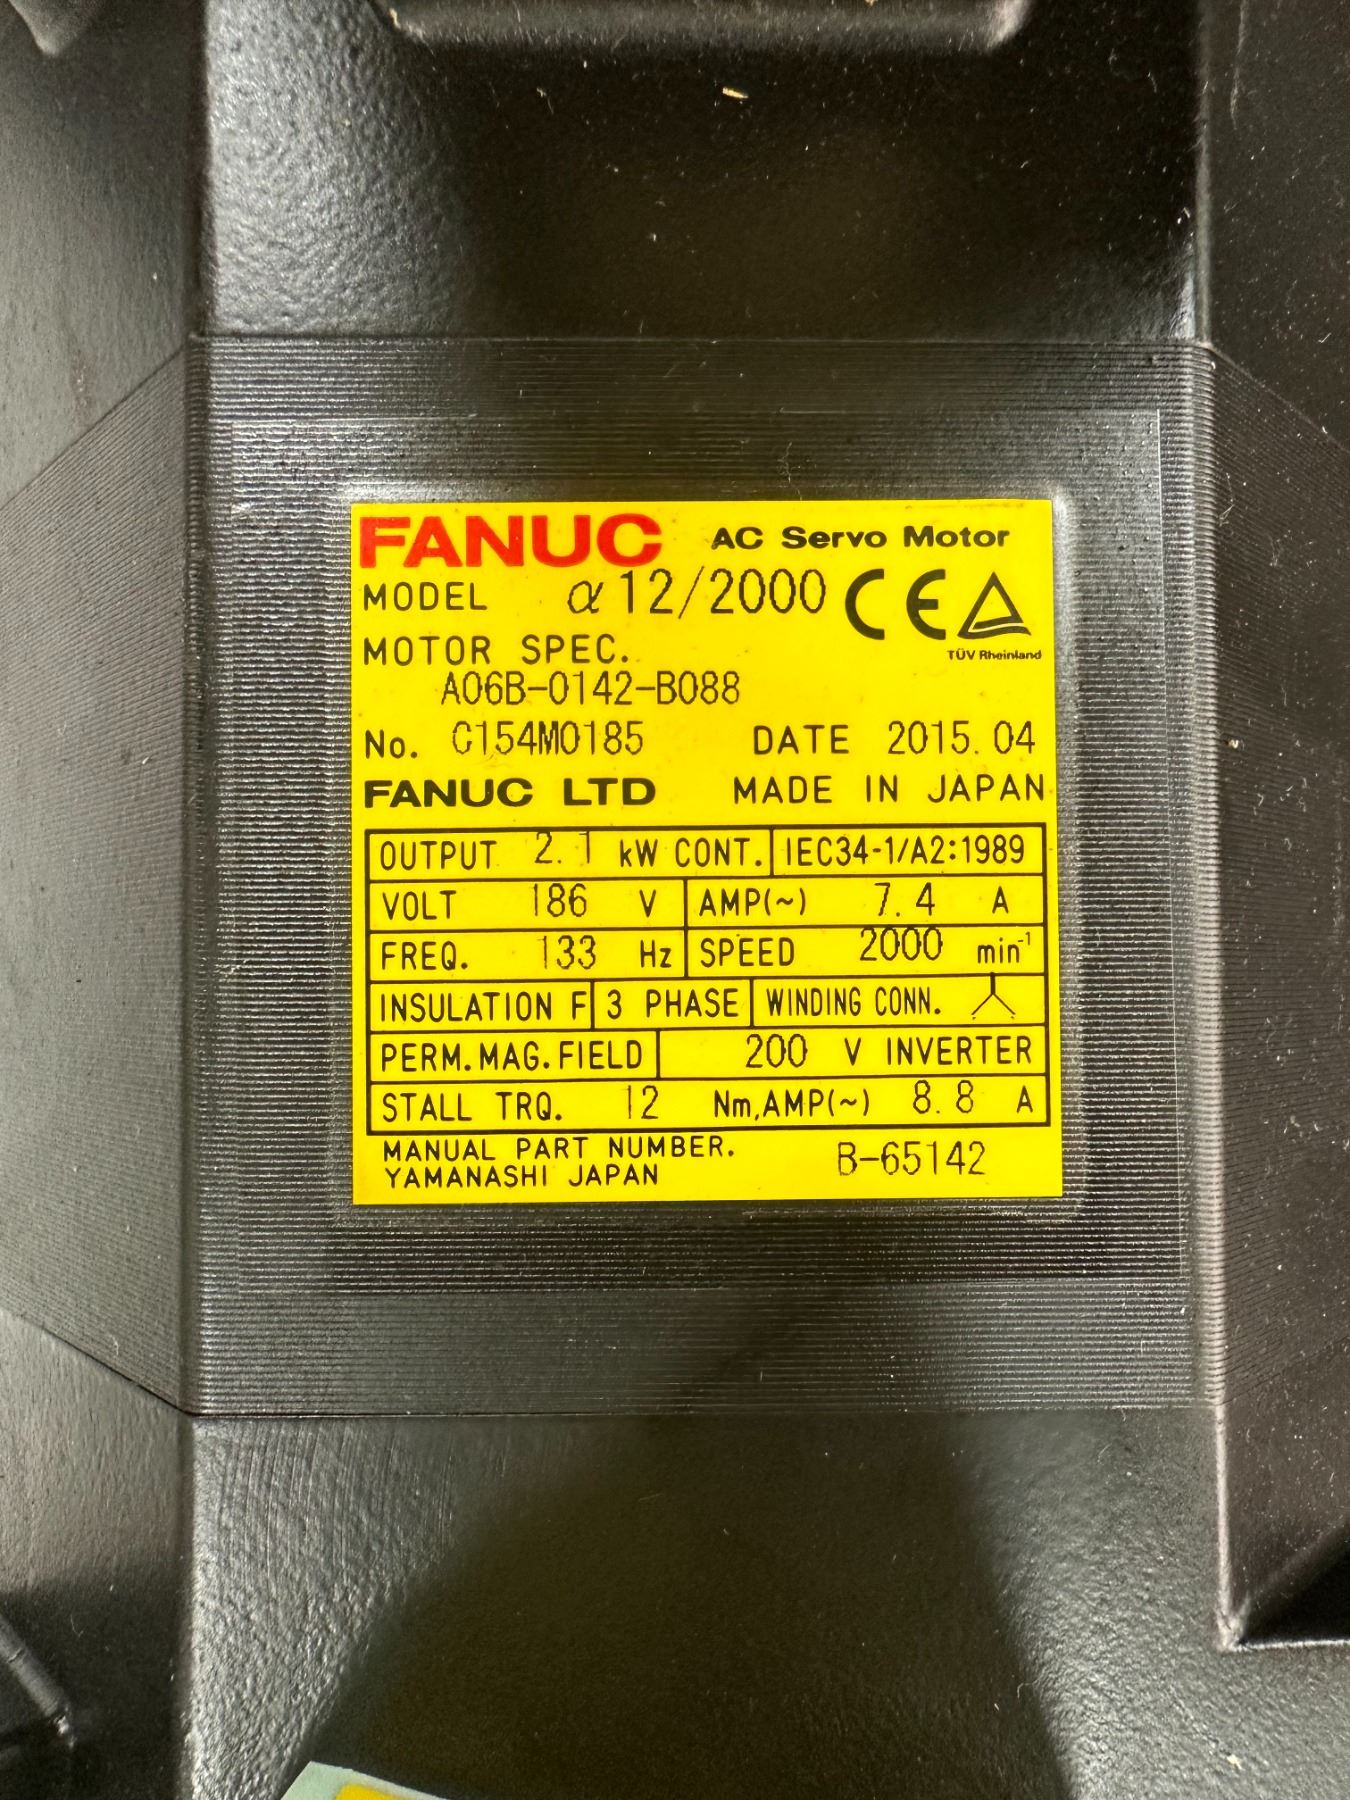 FANUC AC Servo Motor
MODEL α12/2000 CE
TÜV Rheinland
MOTOR SPEC.
A06B-0142-B088
No. C154M0185 DATE 2015.04
FANUC LTD MADE IN JAPAN
OUTPUT 2.1 kW CONT. IEC34-1/A2:1989
VOLT 186 V AMP(~) 7.4 A
FREQ. 133 Hz SPEED 2000 min⁻¹
INSULATION F 3 PHASE WINDING CONN.
PERM.MAG.FIELD 200 V INVERTER
STALL TRQ. 12 Nm,AMP(~) 8.8 A
MANUAL PART NUMBER. B-65142
YAMANASHI JAPAN